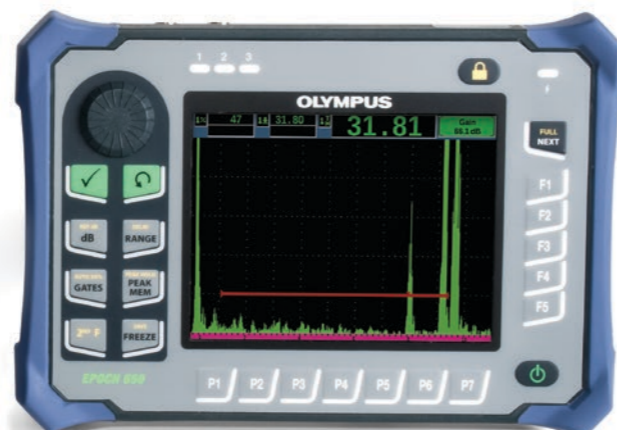 1 2 3
OLYMPUS
47
31.80
31.81
Gain
FULL
NEXT
dB
RANGE
GATES
PEAK
MEM
2ND F
FREEZE
F1
F2
F3
F4
F5
EPOCH 650
P1 P2 P3 P4 P5 P6 P7